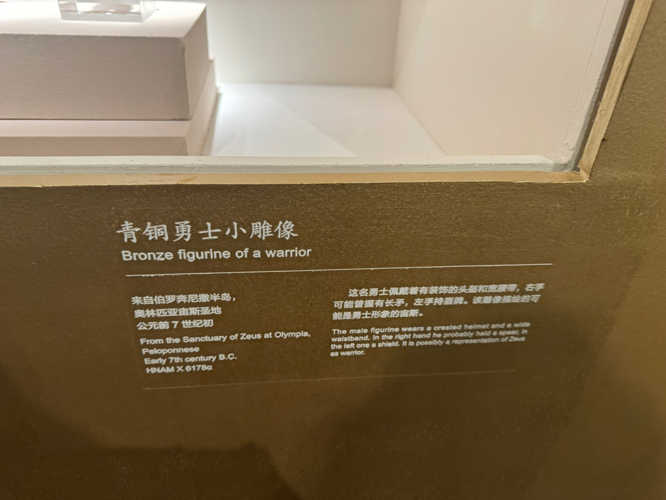 青铜勇士小雕像
Bronze figurine of a warrior
来自伯罗奔尼撒半岛，
奥林匹亚宙斯圣地
公元前 7 世纪初
From the Sanctuary of Zeus at Olympia,
Peloponnese
Early 7th century B.C.
HNAM X 6178α
这名勇士佩戴着有装饰的头盔和宽腰带，右手
可能曾握有长矛，左手持盾牌。该雕像描绘的可
能是勇士形象的宙斯。
The male figurine wears a crested helmet and a wide
waistband. In the right hand he probably held a spear, in
the left one a shield. It is possibly a representation of Zeus
as warrior.